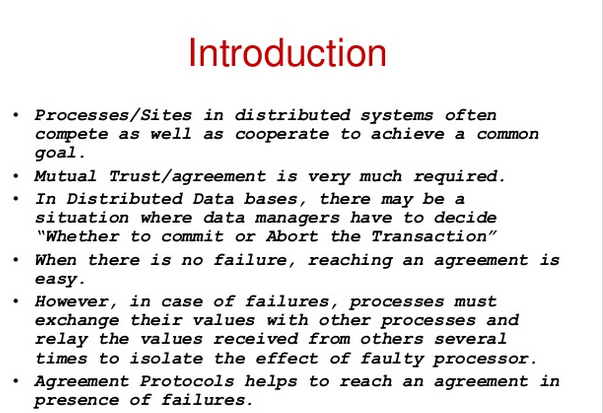 Introduction
• Processes/Sites in distributed systems often
compete as well as cooperate to achieve a common
goal.
• Mutual Trust/agreement is very much required.
• In Distributed Data bases, there may be a
situation where data managers have to decide
“Whether to commit or Abort the Transaction”
• When there is no failure, reaching an agreement is
easy.
• However, in case of failures, processes must
exchange their values with other processes and
relay the values received from others several
times to isolate the effect of faulty processor.
• Agreement Protocols helps to reach an agreement in
presence of failures.